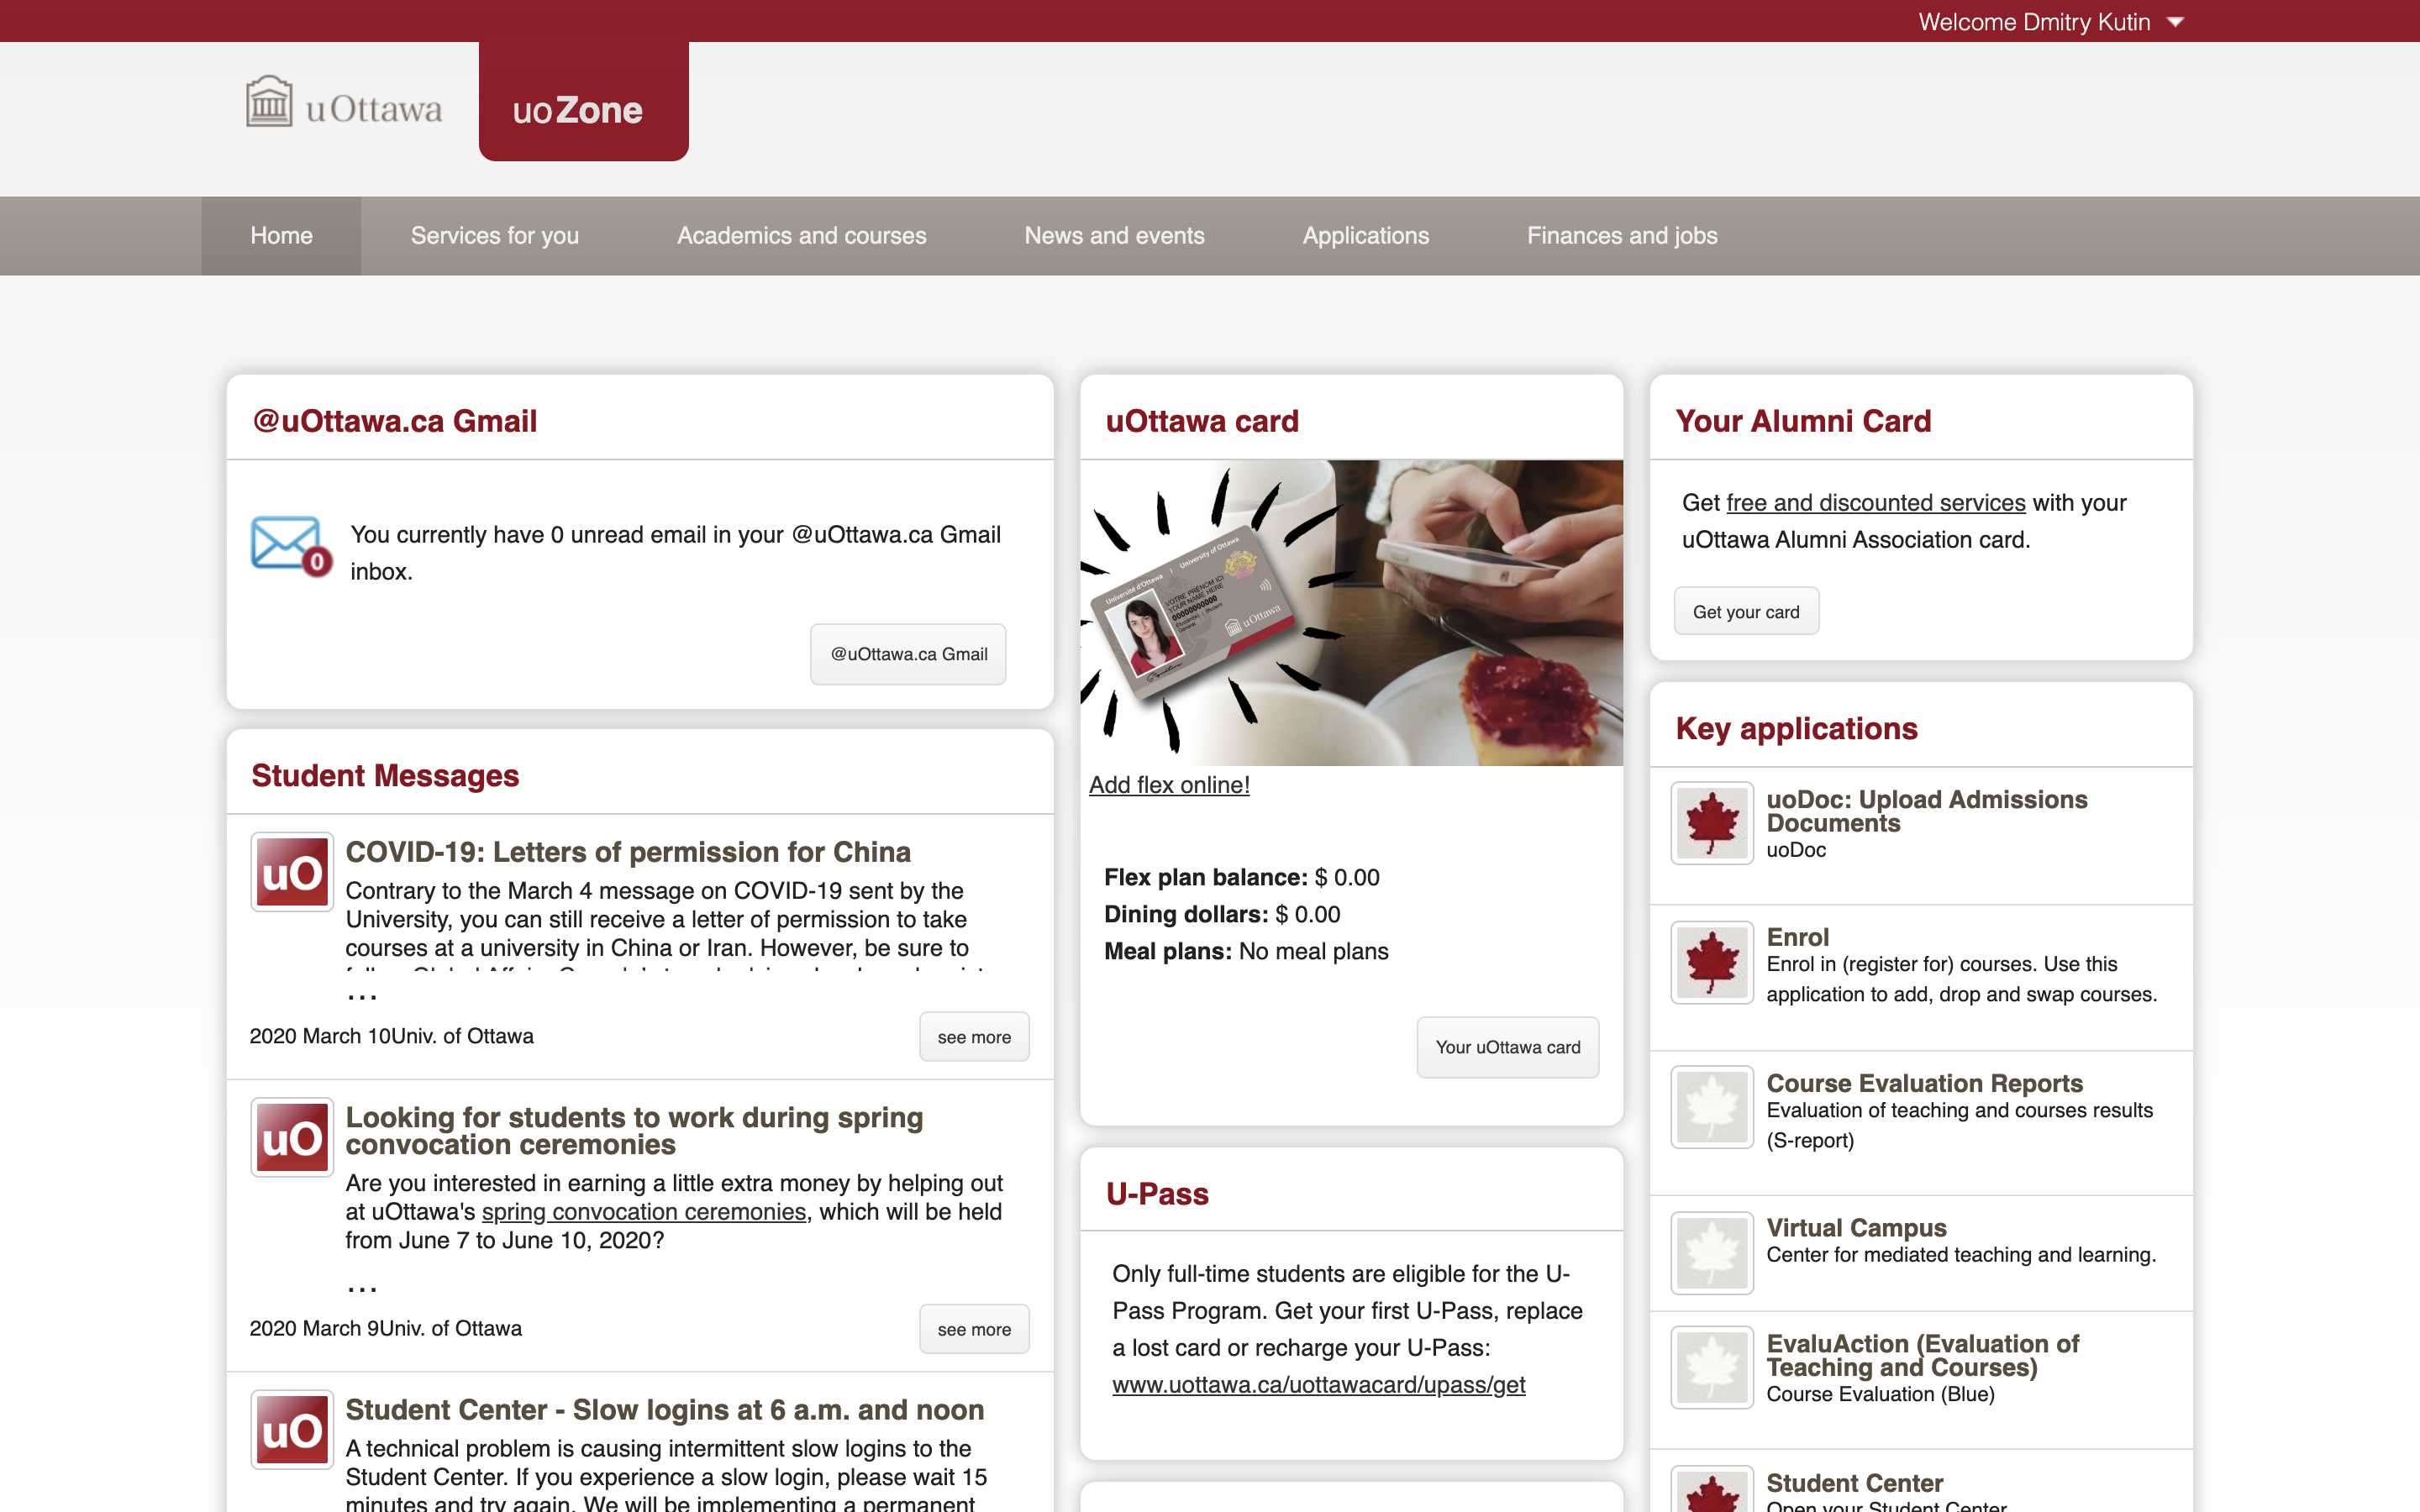 Welcome Dmitry Kutin
uOttawa
uoZone
Home
Services for you
Academics and courses
News and events
Applications
Finances and jobs
@uOttawa.ca Gmail
0
You currently have 0 unread email in your @uOttawa.ca Gmail
inbox.
@uOttawa.ca Gmail
Student Messages
uO
COVID-19: Letters of permission for China
Contrary to the March 4 message on COVID-19 sent by the
University, you can still receive a letter of permission to take
courses at a university in China or Iran. However, be sure to
...
2020 March 10Univ. of Ottawa
see more
uO
Looking for students to work during spring
convocation ceremonies
Are you interested in earning a little extra money by helping out
at uOttawa's spring convocation ceremonies, which will be held
from June 7 to June 10, 2020?
...
2020 March 9Univ. of Ottawa
see more
uO
Student Center - Slow logins at 6 a.m. and noon
A technical problem is causing intermittent slow logins to the
Student Center. If you experience a slow login, please wait 15
minutes and try again. We will be implementing a permanent
uOttawa card
Université d'Ottawa | University of Ottawa
VOTRE PRÉNOM ICI
YOUR NAME HERE
00000000000
Student
uOttawa
Add flex online!
Flex plan balance: $ 0.00
Dining dollars: $ 0.00
Meal plans: No meal plans
Your uOttawa card
U-Pass
Only full-time students are eligible for the U-
Pass Program. Get your first U-Pass, replace
a lost card or recharge your U-Pass:
www.uottawa.ca/uottawacard/upass/get
Your Alumni Card
Get free and discounted services with your
uOttawa Alumni Association card.
Get your card
Key applications
uoDoc: Upload Admissions
Documents
uoDoc
Enrol
Enrol in (register for) courses. Use this
application to add, drop and swap courses.
Course Evaluation Reports
Evaluation of teaching and courses results
(S-report)
Virtual Campus
Center for mediated teaching and learning.
EvaluAction (Evaluation of
Teaching and Courses)
Course Evaluation (Blue)
Student Center
Open your Student Center